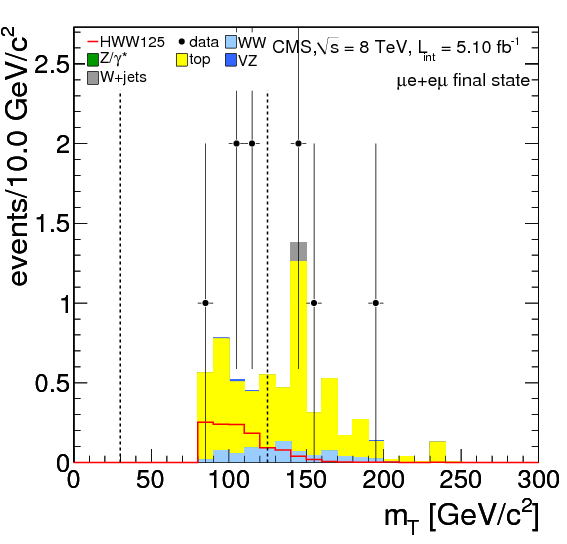 HWW125 data WW
CMS,√s = 8 TeV, L_int = 5.10 fb⁻¹
Z/γ* top VZ
W+jets
μe+eμ final state
events/10.0 GeV/c²
2.5
2
1.5
1
0.5
0
0 50 100 150 200 250 300
m_T [GeV/c²]